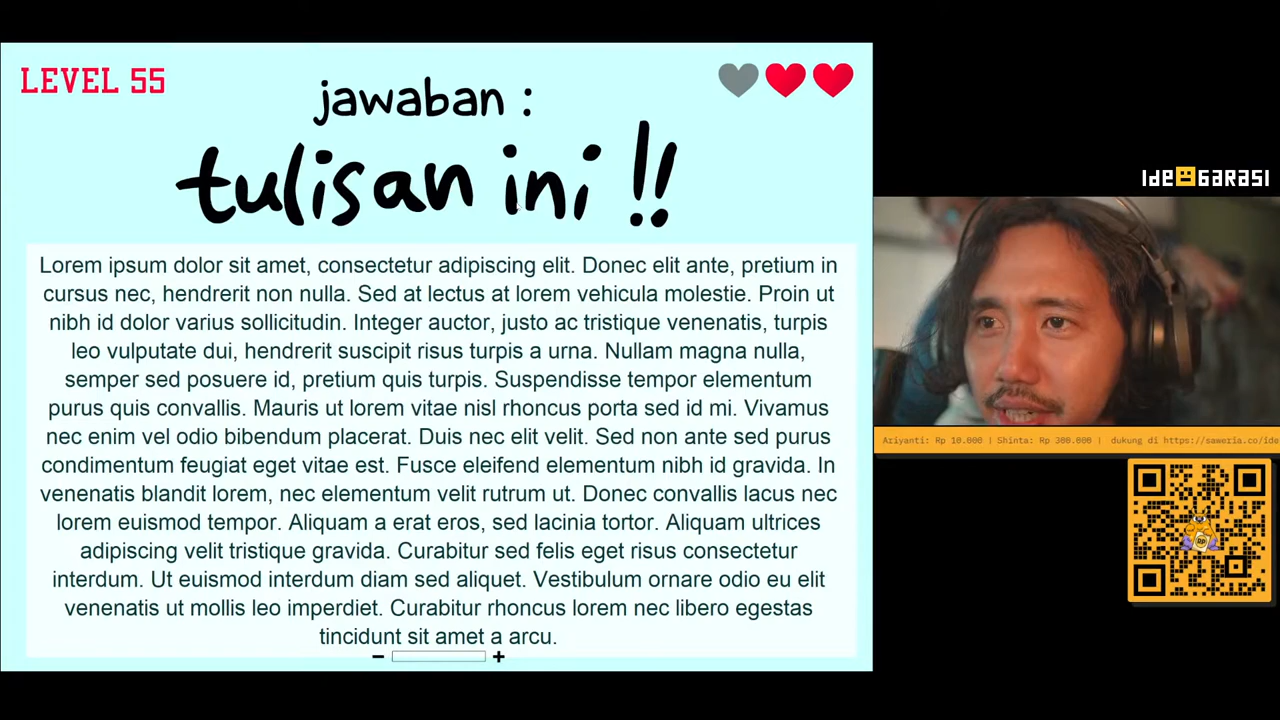 LEVEL 55
jawaban :
tulisan ini !!
Lorem ipsum dolor sit amet, consectetur adipiscing elit. Donec elit ante, pretium in
cursus nec, hendrerit non nulla. Sed at lectus at lorem vehicula molestie. Proin ut
nibh id dolor varius sollicitudin. Integer auctor, justo ac tristique venenatis, turpis
leo vulputate dui, hendrerit suscipit risus turpis a urna. Nullam magna nulla,
semper sed posuere id, pretium quis turpis. Suspendisse tempor elementum
purus quis convallis. Mauris ut lorem vitae nisl rhoncus porta sed id mi. Vivamus
nec enim vel odio bibendum placerat. Duis nec elit velit. Sed non ante sed purus
condimentum feugiat eget vitae est. Fusce eleifend elementum nibh id gravida. In
venenatis blandit lorem, nec elementum velit rutrum ut. Donec convallis lacus nec
lorem euismod tempor. Aliquam a erat eros, sed lacinia tortor. Aliquam ultrices
adipiscing velit tristique gravida. Curabitur sed felis eget risus consectetur
interdum. Ut euismod interdum diam sed aliquet. Vestibulum ornare odio eu elit
venenatis ut mollis leo imperdiet. Curabitur rhoncus lorem nec libero egestas
tincidunt sit amet a arcu.
- +
IDE GARASI
Ariyanti: Rp 10.000 | Shinta: Rp 300.000 | dukung di https://saweria.co/ide